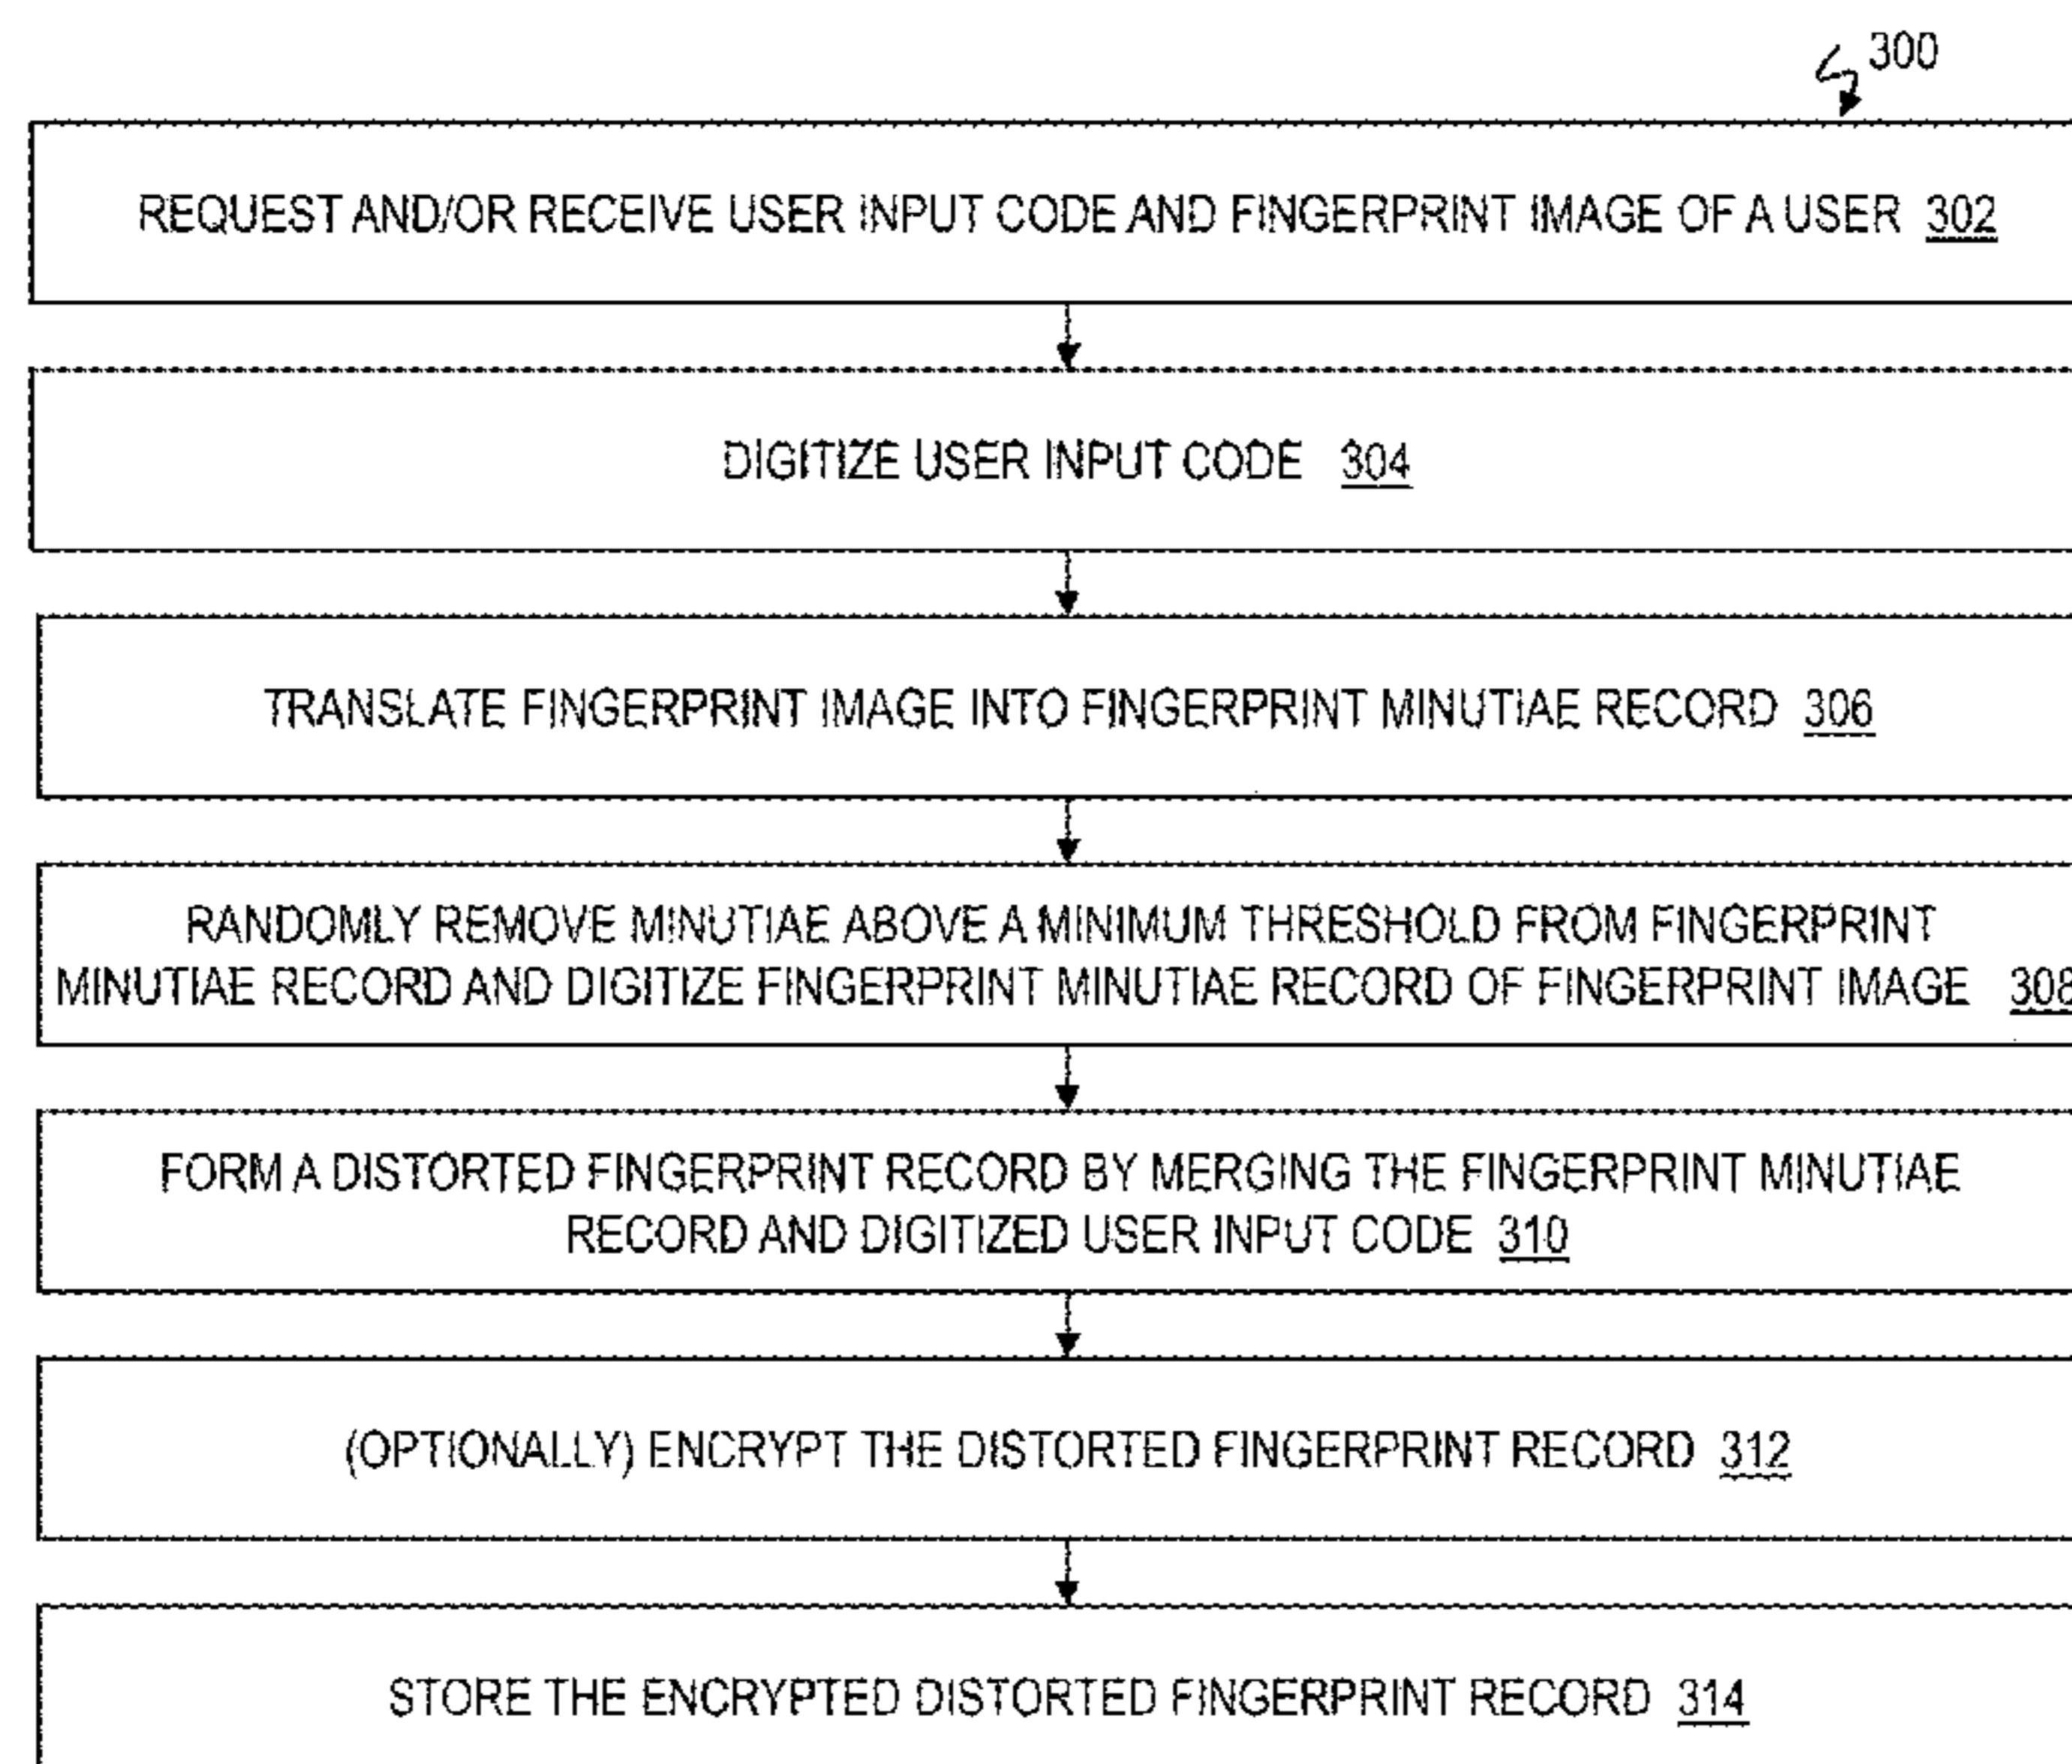 300
REQUEST AND/OR RECEIVE USER INPUT CODE AND FINGERPRINT IMAGE OF A USER 302
DIGITIZE USER INPUT CODE 304
TRANSLATE FINGERPRINT IMAGE INTO FINGERPRINT MINUTIAE RECORD 306
RANDOMLY REMOVE MINUTIAE ABOVE A MINIMUM THRESHOLD FROM FINGERPRINT
MINUTIAE RECORD AND DIGITIZE FINGERPRINT MINUTIAE RECORD OF FINGERPRINT IMAGE 308
FORM A DISTORTED FINGERPRINT RECORD BY MERGING THE FINGERPRINT MINUTIAE
RECORD AND DIGITIZED USER INPUT CODE 310
(OPTIONALLY) ENCRYPT THE DISTORTED FINGERPRINT RECORD 312
STORE THE ENCRYPTED DISTORTED FINGERPRINT RECORD 314